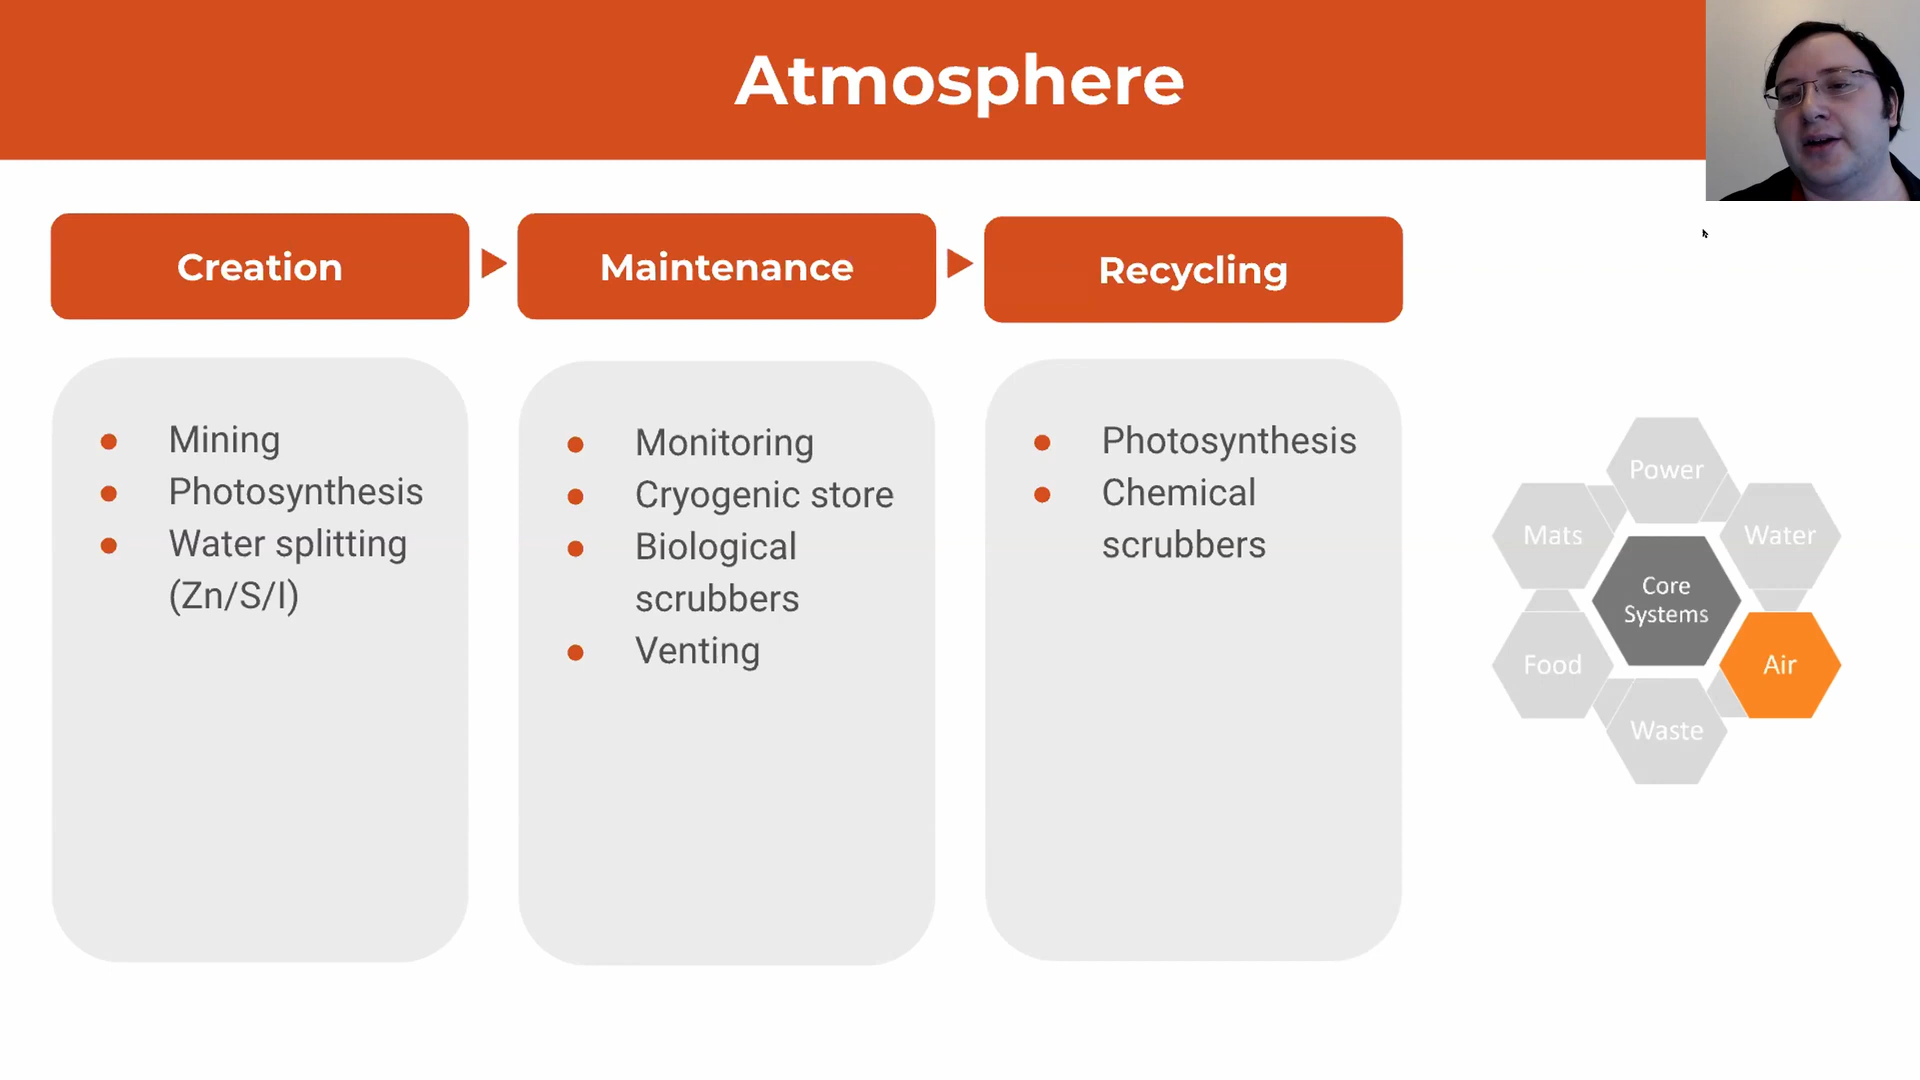 Atmosphere
Creation
Maintenance
Recycling
Mining
Photosynthesis
Water splitting
(Zn/S/I)
Monitoring
Cryogenic store
Biological
scrubbers
Venting
Photosynthesis
Chemical
scrubbers
Power
Mats
Water
Core
Systems
Food
Air
Waste